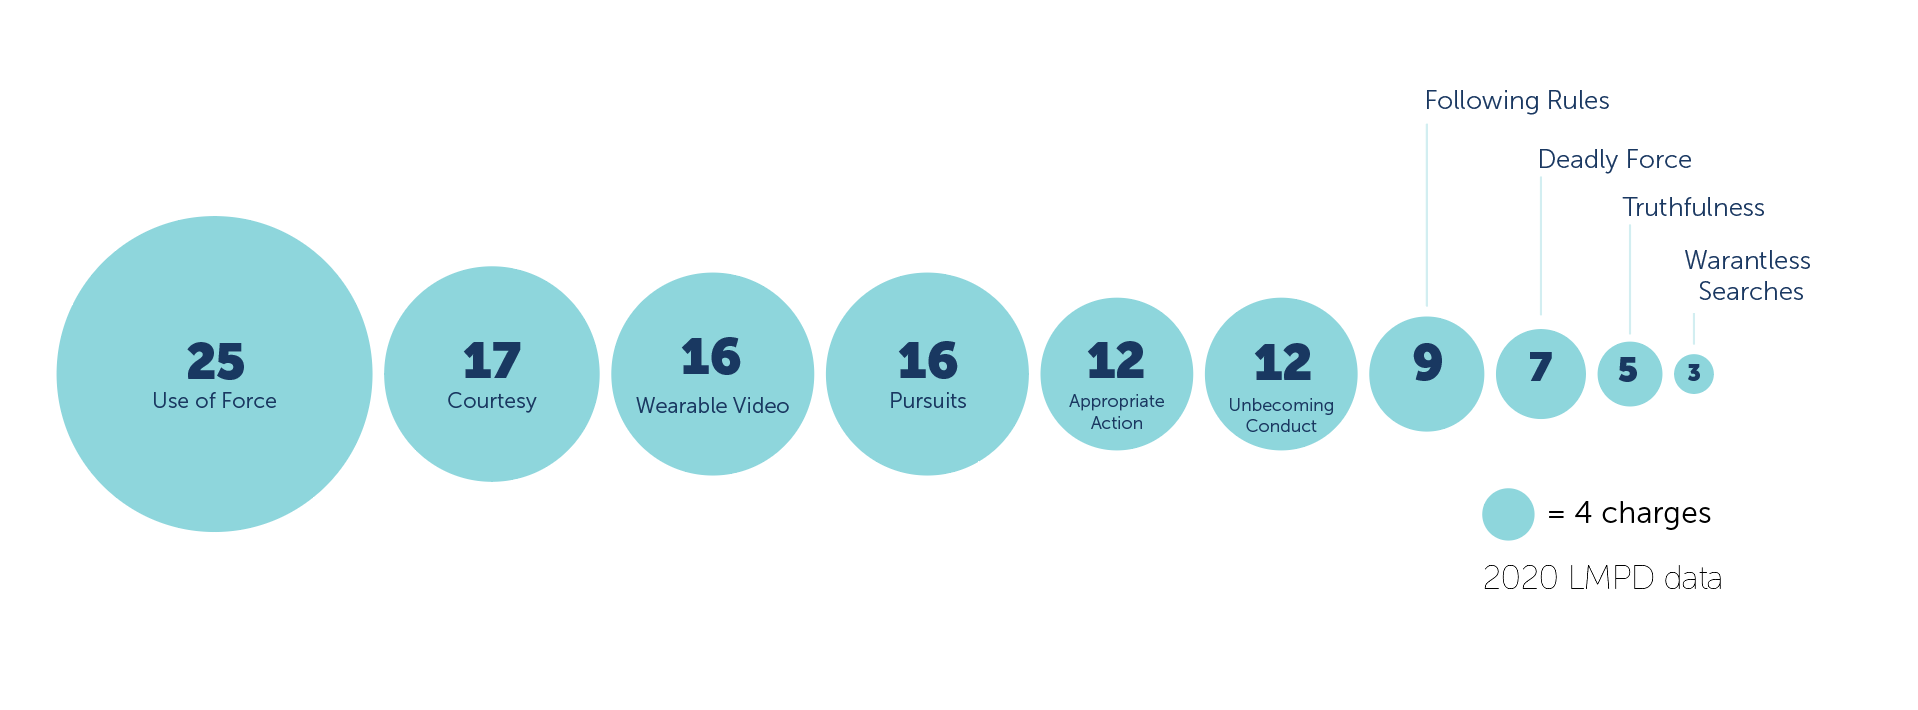 25
Use of Force
17
Courtesy
16
Wearable Video
16
Pursuits
12
Appropriate
Action
12
Unbecoming
Conduct
Following Rules
9
Deadly Force
7
Truthfulness
5
Warantless
Searches
3
= 4 charges
2020 LMPD data